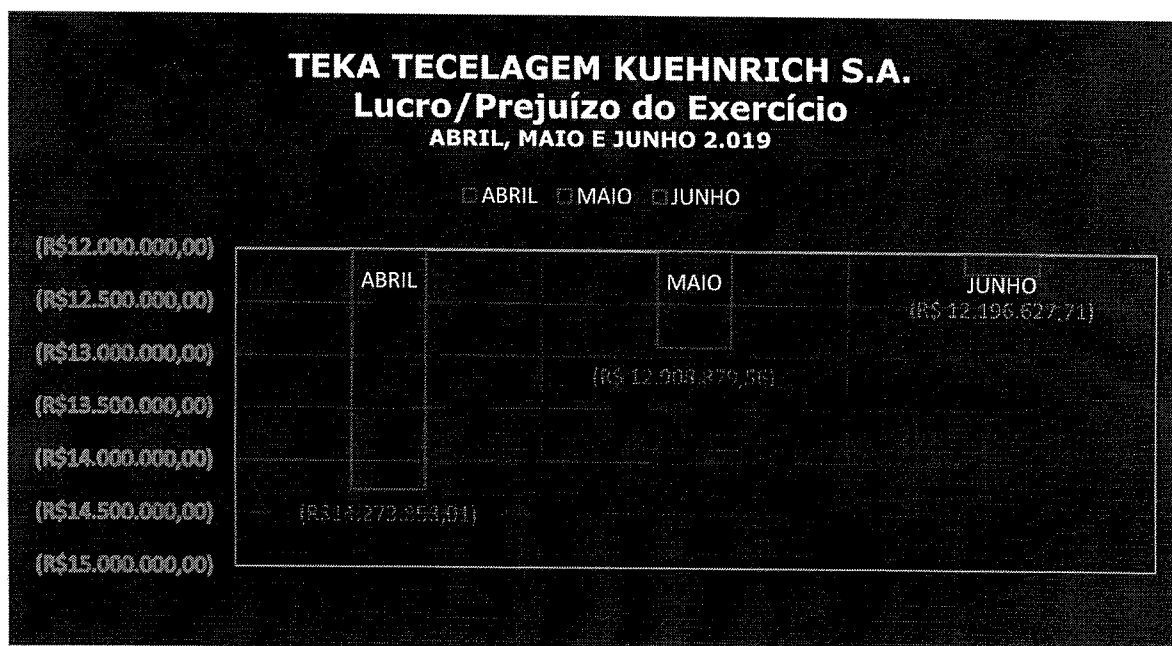 TEKA TECELAGEM KUEHNRICH S.A.
Lucro/Prejuízo do Exercício
ABRIL, MAIO E JUNHO 2.019
ABRIL MAIO JUNHO
(R$12.000.000,00)
(R$12.500.000,00)
(R$13.000.000,00)
(R$13.500.000,00)
(R$14.000.000,00)
(R$14.500.000,00)
(R$15.000.000,00)
ABRIL
MAIO
JUNHO
(R$ 12.196.627,71)